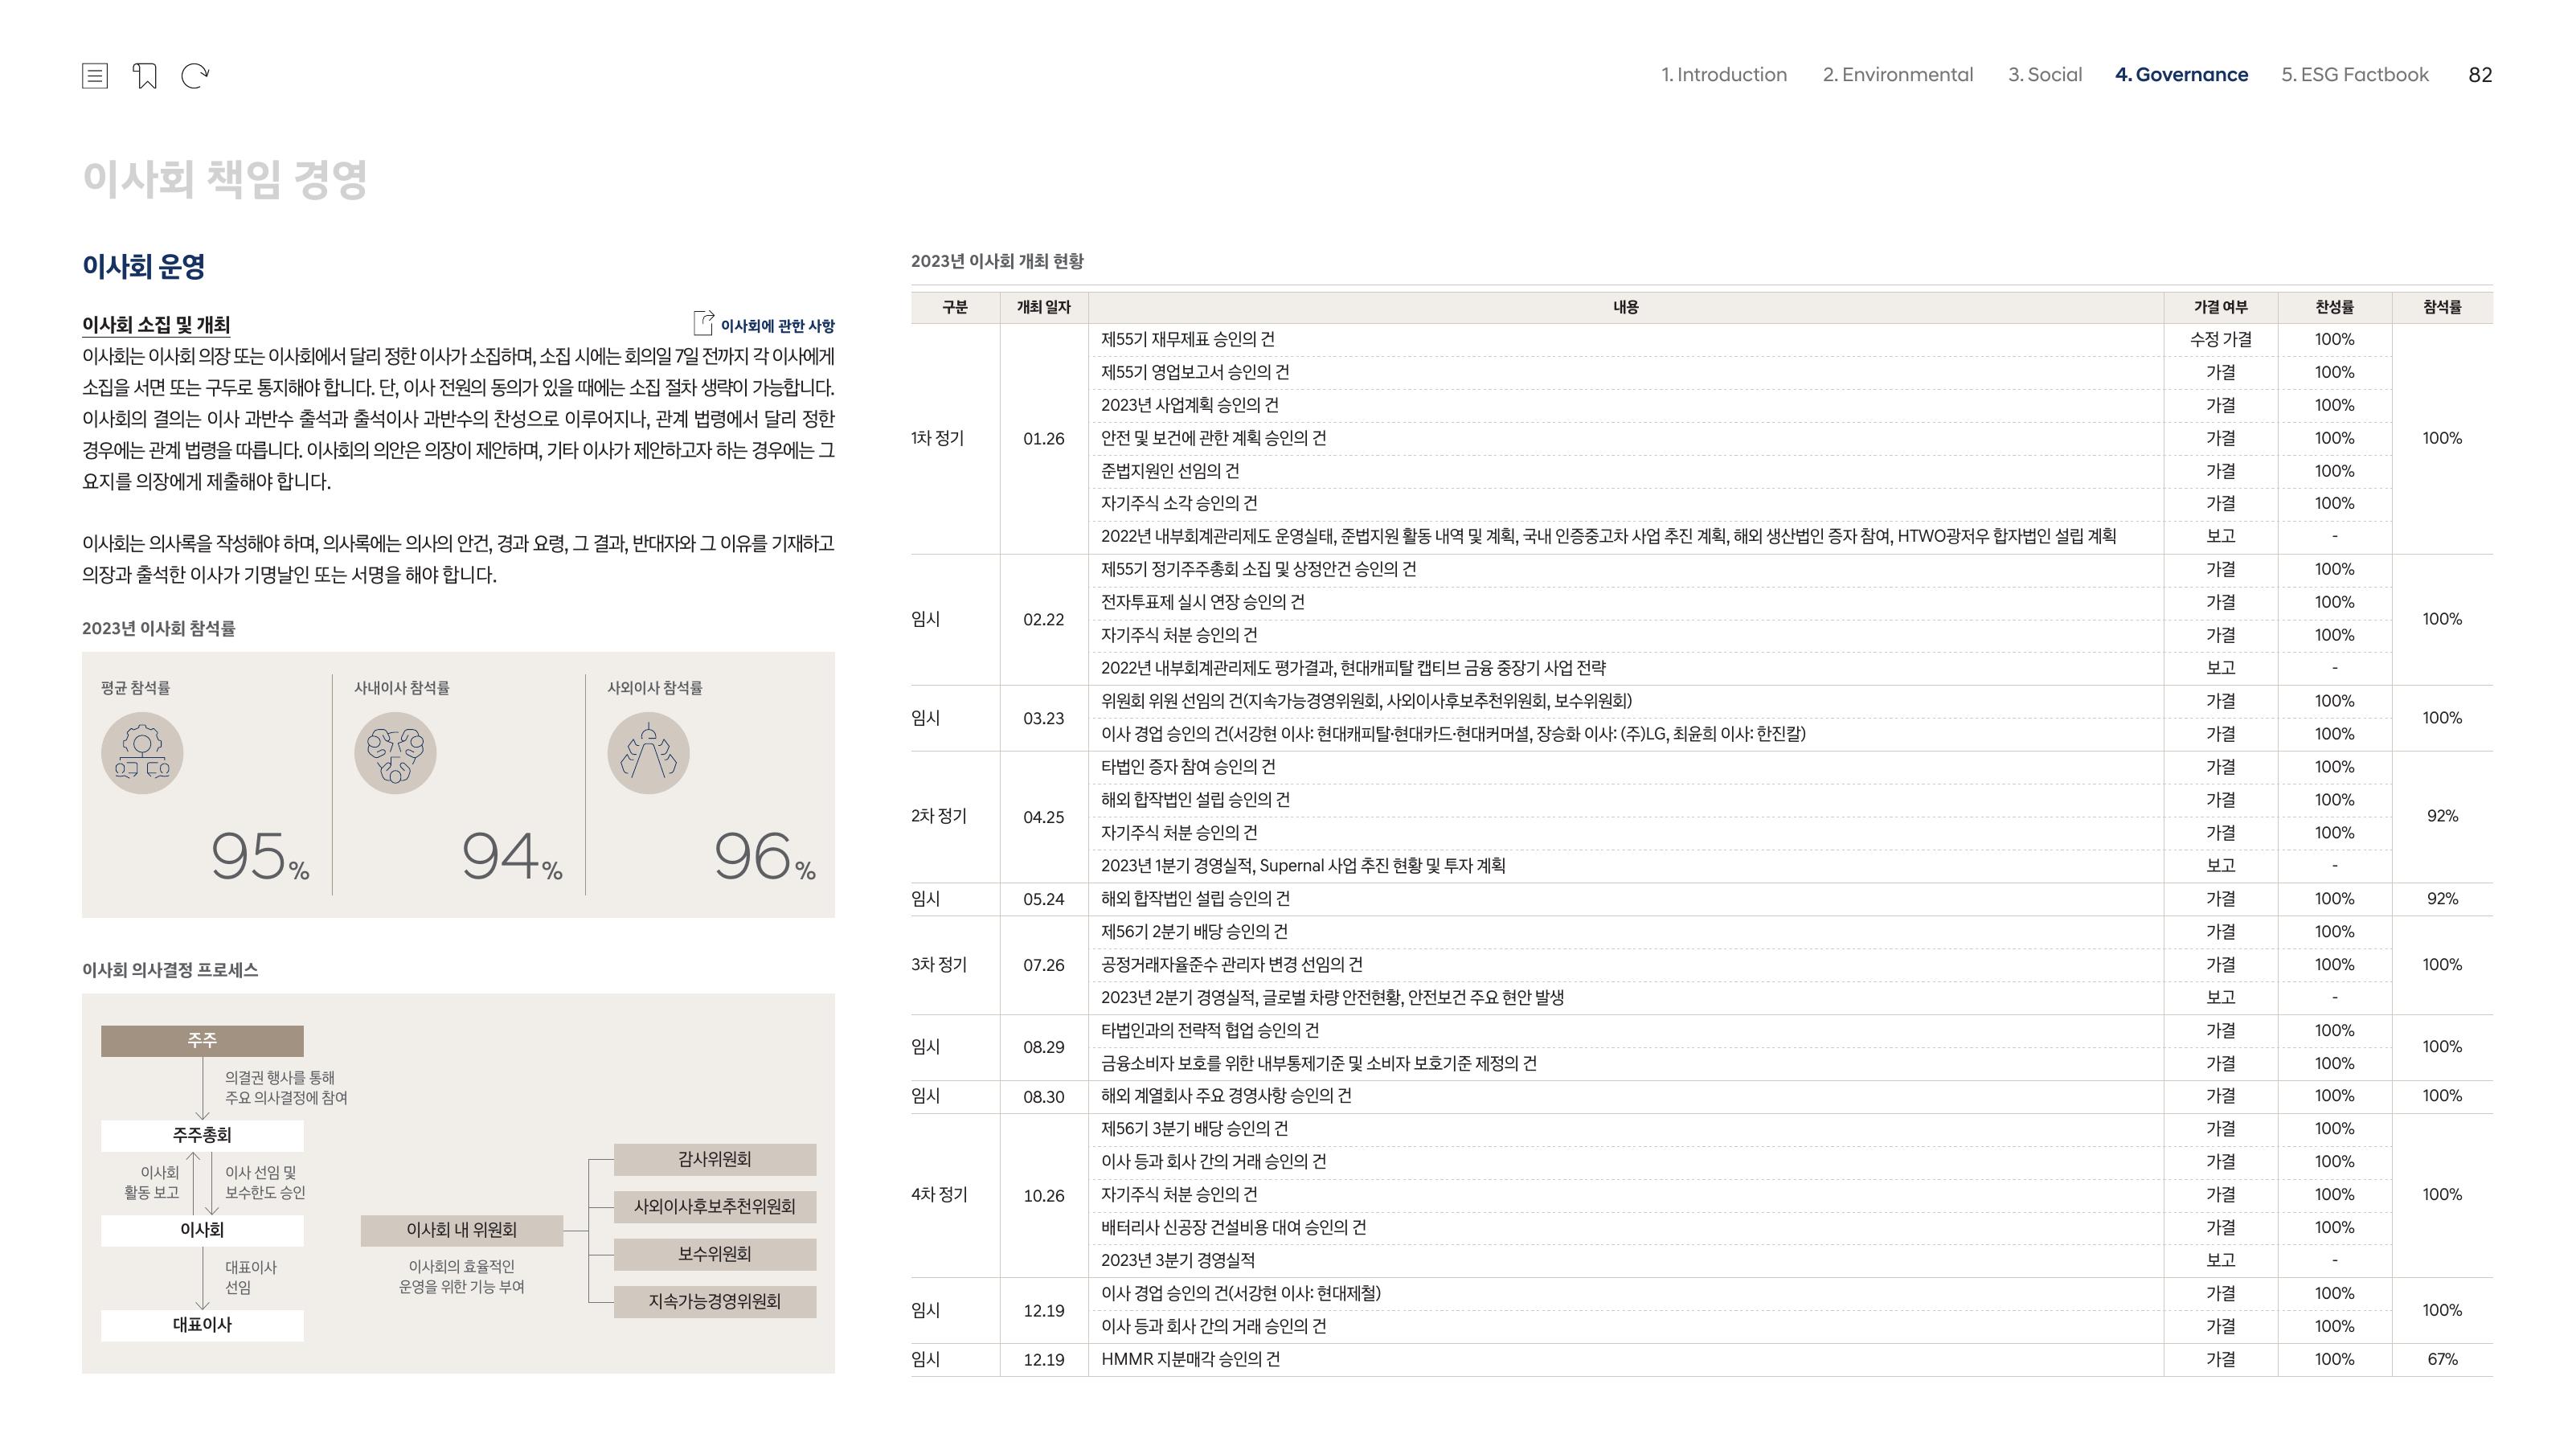 1. Introduction 2. Environmental 3. Social 4. Governance 5. ESG Factbook 82
이사회 책임 경영
이사회 운영
이사회 소집 및 개최 이사회에 관한 사항
이사회는 이사회 의장 또는 이사회에서 달리 정한 이사가 소집하며, 소집 시에는 회의일 7일 전까지 각 이사에게
소집을 서면 또는 구두로 통지해야 합니다. 단, 이사 전원의 동의가 있을 때에는 소집 절차 생략이 가능합니다.
이사회의 결의는 이사 과반수 출석과 출석이사 과반수의 찬성으로 이루어지나, 관계 법령에서 달리 정한
경우에는 관계 법령을 따릅니다. 이사회의 의안은 의장이 제안하며, 기타 이사가 제안하고자 하는 경우에는 그
요지를 의장에게 제출해야 합니다.
이사회는 의사록을 작성해야 하며, 의사록에는 의사의 안건, 경과 요령, 그 결과, 반대자와 그 이유를 기재하고
의장과 출석한 이사가 기명날인 또는 서명을 해야 합니다.
2023년 이사회 참석률
평균 참석률 사내이사 참석률 사외이사 참석률
95% 94% 96%
이사회 의사결정 프로세스
주주
의결권 행사를 통해
주요 의사결정에 참여
주주총회
이사회
활동 보고
이사 선임 및
보수한도 승인
이사회
대표이사
선임
대표이사
이사회 내 위원회
이사회의 효율적인
운영을 위한 기능 부여
감사위원회
사외이사후보추천위원회
보수위원회
지속가능경영위원회
2023년 이사회 개최 현황
구분 개최 일자 내용 가결 여부 찬성률 참석률
1차 정기 01.26 제55기 재무제표 승인의 건 수정 가결 100% 100%
제55기 영업보고서 승인의 건 가결 100%
2023년 사업계획 승인의 건 가결 100%
안전 및 보건에 관한 계획 승인의 건 가결 100%
준법지원인 선임의 건 가결 100%
자기주식 소각 승인의 건 가결 100%
2022년 내부회계관리제도 운영실태, 준법지원 활동 내역 및 계획, 국내 인증중고차 사업 추진 계획, 해외 생산법인 증자 참여, HTWO광저우 합자법인 설립 계획 보고 -
임시 02.22 제55기 정기주주총회 소집 및 상정안건 승인의 건 가결 100% 100%
전자투표제 실시 연장 승인의 건 가결 100%
자기주식 처분 승인의 건 가결 100%
2022년 내부회계관리제도 평가결과, 현대캐피탈 캡티브 금융 중장기 사업 전략 보고 -
임시 03.23 위원회 위원 선임의 건(지속가능경영위원회, 사외이사후보추천위원회, 보수위원회) 가결 100% 100%
이사 경업 승인의 건(서강현 이사: 현대캐피탈·현대카드·현대커머셜, 장승화 이사: (주)LG, 최윤희 이사: 한진칼) 가결 100%
2차 정기 04.25 타법인 증자 참여 승인의 건 가결 100% 92%
해외 합작법인 설립 승인의 건 가결 100%
자기주식 처분 승인의 건 가결 100%
2023년 1분기 경영실적, Supernal 사업 추진 현황 및 투자 계획 보고 -
임시 05.24 해외 합작법인 설립 승인의 건 가결 100% 92%
3차 정기 07.26 제56기 2분기 배당 승인의 건 가결 100% 100%
공정거래자율준수 관리자 변경 선임의 건 가결 100%
2023년 2분기 경영실적, 글로벌 차량 안전현황, 안전보건 주요 현안 발생 보고 -
임시 08.29 타법인과의 전략적 협업 승인의 건 가결 100% 100%
금융소비자 보호를 위한 내부통제기준 및 소비자 보호기준 제정의 건 가결 100%
임시 08.30 해외 계열회사 주요 경영사항 승인의 건 가결 100% 100%
4차 정기 10.26 제56기 3분기 배당 승인의 건 가결 100% 100%
이사 등과 회사 간의 거래 승인의 건 가결 100%
자기주식 처분 승인의 건 가결 100%
배터리사 신공장 건설비용 대여 승인의 건 가결 100%
2023년 3분기 경영실적 보고 -
임시 12.19 이사 경업 승인의 건(서강현 이사: 현대제철) 가결 100% 100%
이사 등과 회사 간의 거래 승인의 건 가결 100%
임시 12.19 HMMR 지분매각 승인의 건 가결 100% 67%